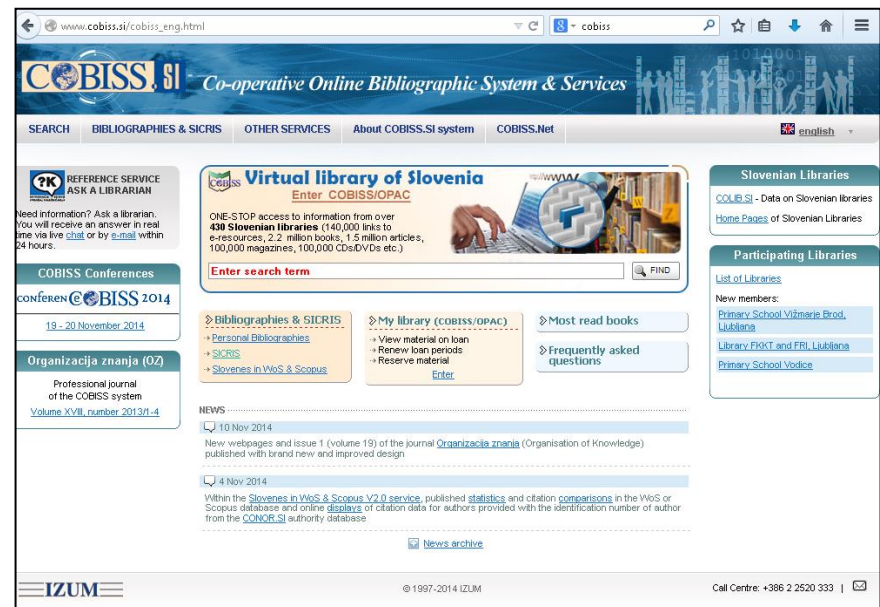 www.cobiss.si/cobiss_eng.html
cobiss
COBISS.SI Co-operative Online Bibliographic System & Services
SEARCH BIBLIOGRAPHIES & SICRIS OTHER SERVICES About COBISS.SI system COBISS.Net english
?K REFERENCE SERVICE
ASK A LIBRARIAN
Need information? Ask a librarian.
You will receive an answer in real
time via live chat or by e-mail within
24 hours.
COBISS Conferences
conferen©e COBISS 2014
19 - 20 November 2014
Organizacija znanja (OZ)
Professional journal
of the COBISS system
Volume XVIII, number 2013/1-4
COBISS Virtual library of Slovenia
Enter COBISS/OPAC
ONE-STOP access to information from over
430 Slovenian libraries (140,000 links to
e-resources, 2.2 million books, 1.5 million articles,
100,000 magazines, 100,000 CDs/DVDs etc.)
www
Enter search term
FIND
Bibliographies & SICRIS
Personal Bibliographies
SICRIS
Slovenes in WoS & Scopus
My library (COBISS/OPAC)
View material on loan
Renew loan periods
Reserve material
Enter
Most read books
Frequently asked
questions
NEWS
10 Nov 2014
New webpages and issue 1 (volume 19) of the journal Organizacija znanja (Organisation of Knowledge)
published with brand new and improved design
4 Nov 2014
Within the Slovenes in WoS & Scopus V2.0 service, published statistics and citation comparisons in the WoS or
Scopus database and online displays of citation data for authors provided with the identification number of author
from the CONOR.SI authority database
News archive
Slovenian Libraries
COLIB.SI - Data on Slovenian libraries
Home Pages of Slovenian Libraries
Participating Libraries
List of Libraries
New members:
Primary School Vižmarje Brod,
Ljubljana
Library FKKT and FRI, Ljubljana
Primary School Vodice
IZUM
© 1997-2014 IZUM
Call Centre: +386 2 2520 333 |